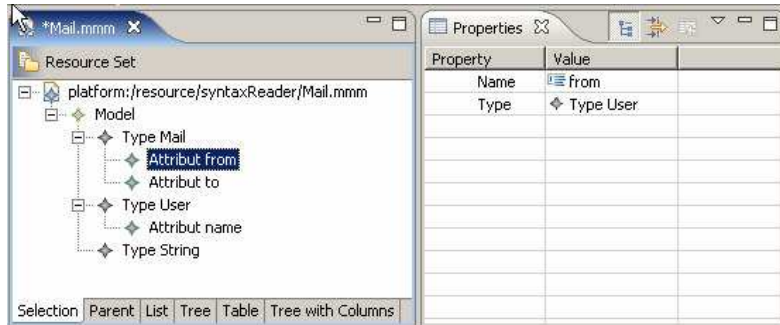 *Mail.mmm
Resource Set
platform:/resource/syntaxReader/Mail.mmm
Model
Type Mail
Attribut from
Attribut to
Type User
Attribut name
Type String
Selection Parent List Tree Table Tree with Columns
Properties
Property Value
Name from
Type Type User